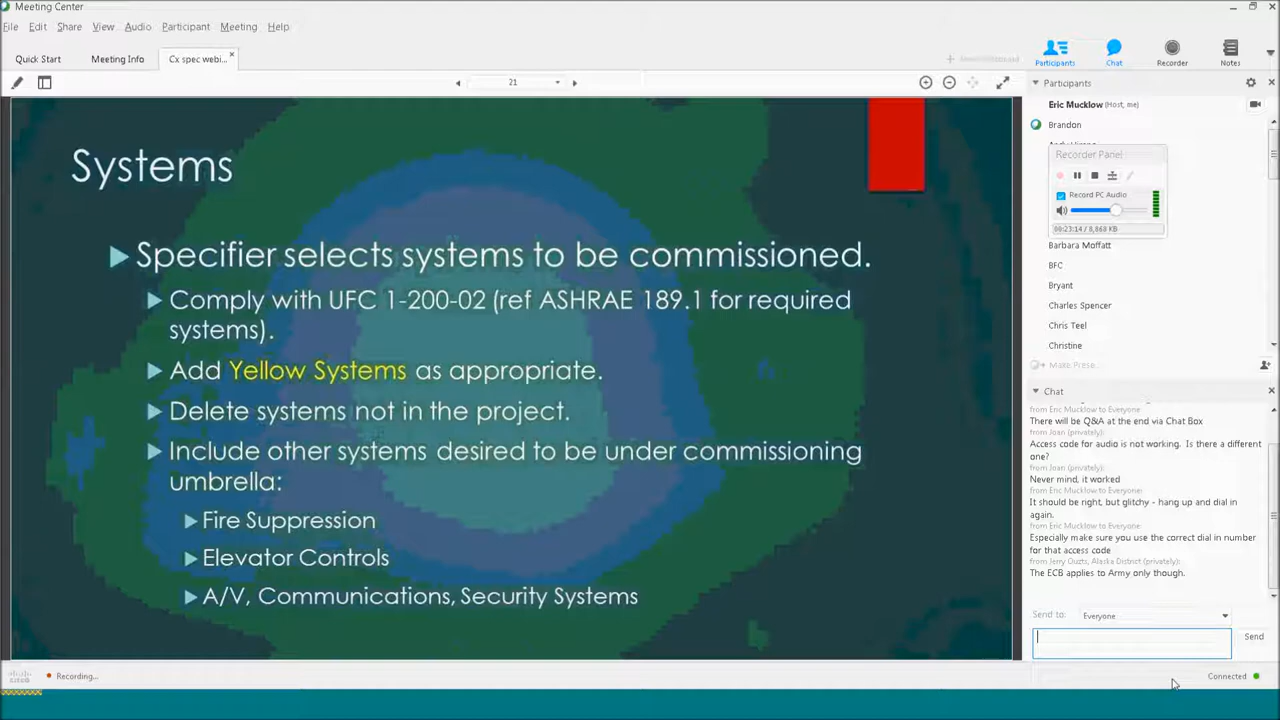 Meeting Center
File Edit Share View Audio Participant Meeting Help
Quick Start Meeting Info Cx spec webi...
Participants Chat Recorder Notes
21
Systems
Specifier selects systems to be commissioned.
Comply with UFC 1-200-02 (ref ASHRAE 189.1 for required
systems).
Add Yellow Systems as appropriate.
Delete systems not in the project.
Include other systems desired to be under commissioning
umbrella:
Fire Suppression
Elevator Controls
A/V, Communications, Security Systems
Participants
Eric Mucklow (Host, me)
Brandon
Recorder Panel
Record PC Audio
00:23:14 / 8,868 KB
Barbara Moffatt
BFC
Bryant
Charles Spencer
Chris Teel
Christine
Make Prese...
Chat
from Eric Mucklow to Everyone
There will be Q&A at the end via Chat Box
from Joan (privately):
Access code for audio is not working. Is there a different
one?
from Joan (privately):
Never mind, it worked
from Eric Mucklow to Everyone:
It should be right, but glitchy - hang up and dial in
again.
from Eric Mucklow to Everyone:
Especially make sure you use the correct dial in number
for that access code
from Jerry Ouzts, Alaska District (privately):
The ECB applies to Army only though.
Send to: Everyone
Send
Recording...
Connected